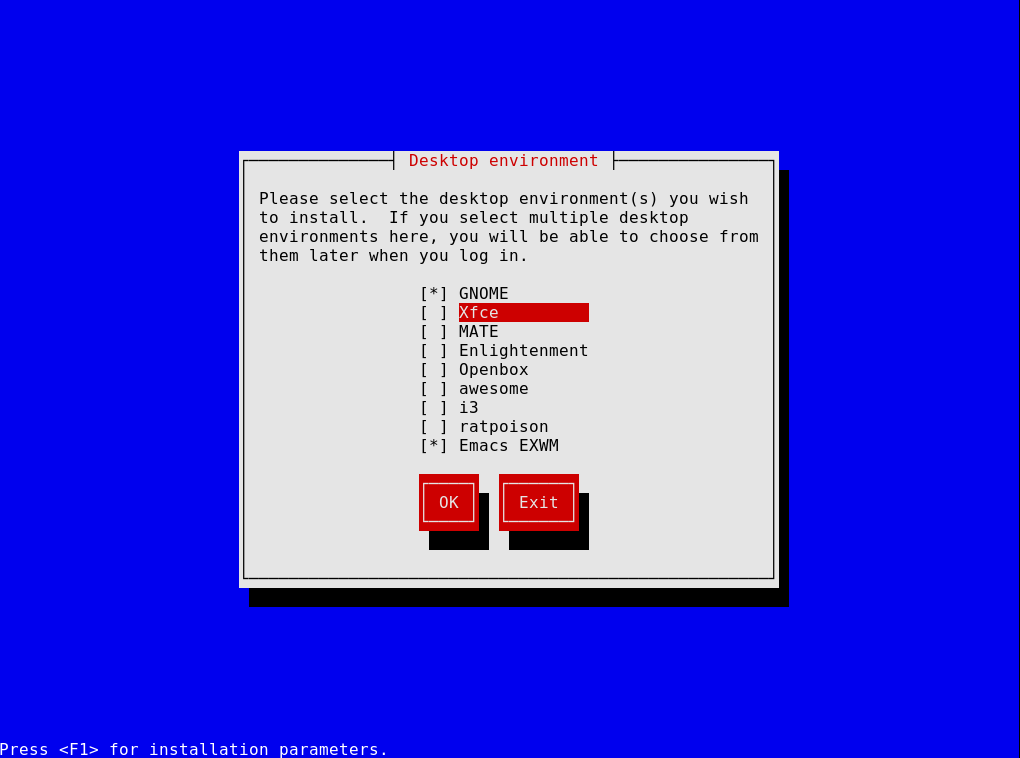 Desktop environment
Please select the desktop environment(s) you wish
to install.  If you select multiple desktop
environments here, you will be able to choose from
them later when you log in.
[*] GNOME
[ ] Xfce
[ ] MATE
[ ] Enlightenment
[ ] Openbox
[ ] awesome
[ ] i3
[ ] ratpoison
[*] Emacs EXWM
OK Exit
Press <F1> for installation parameters.